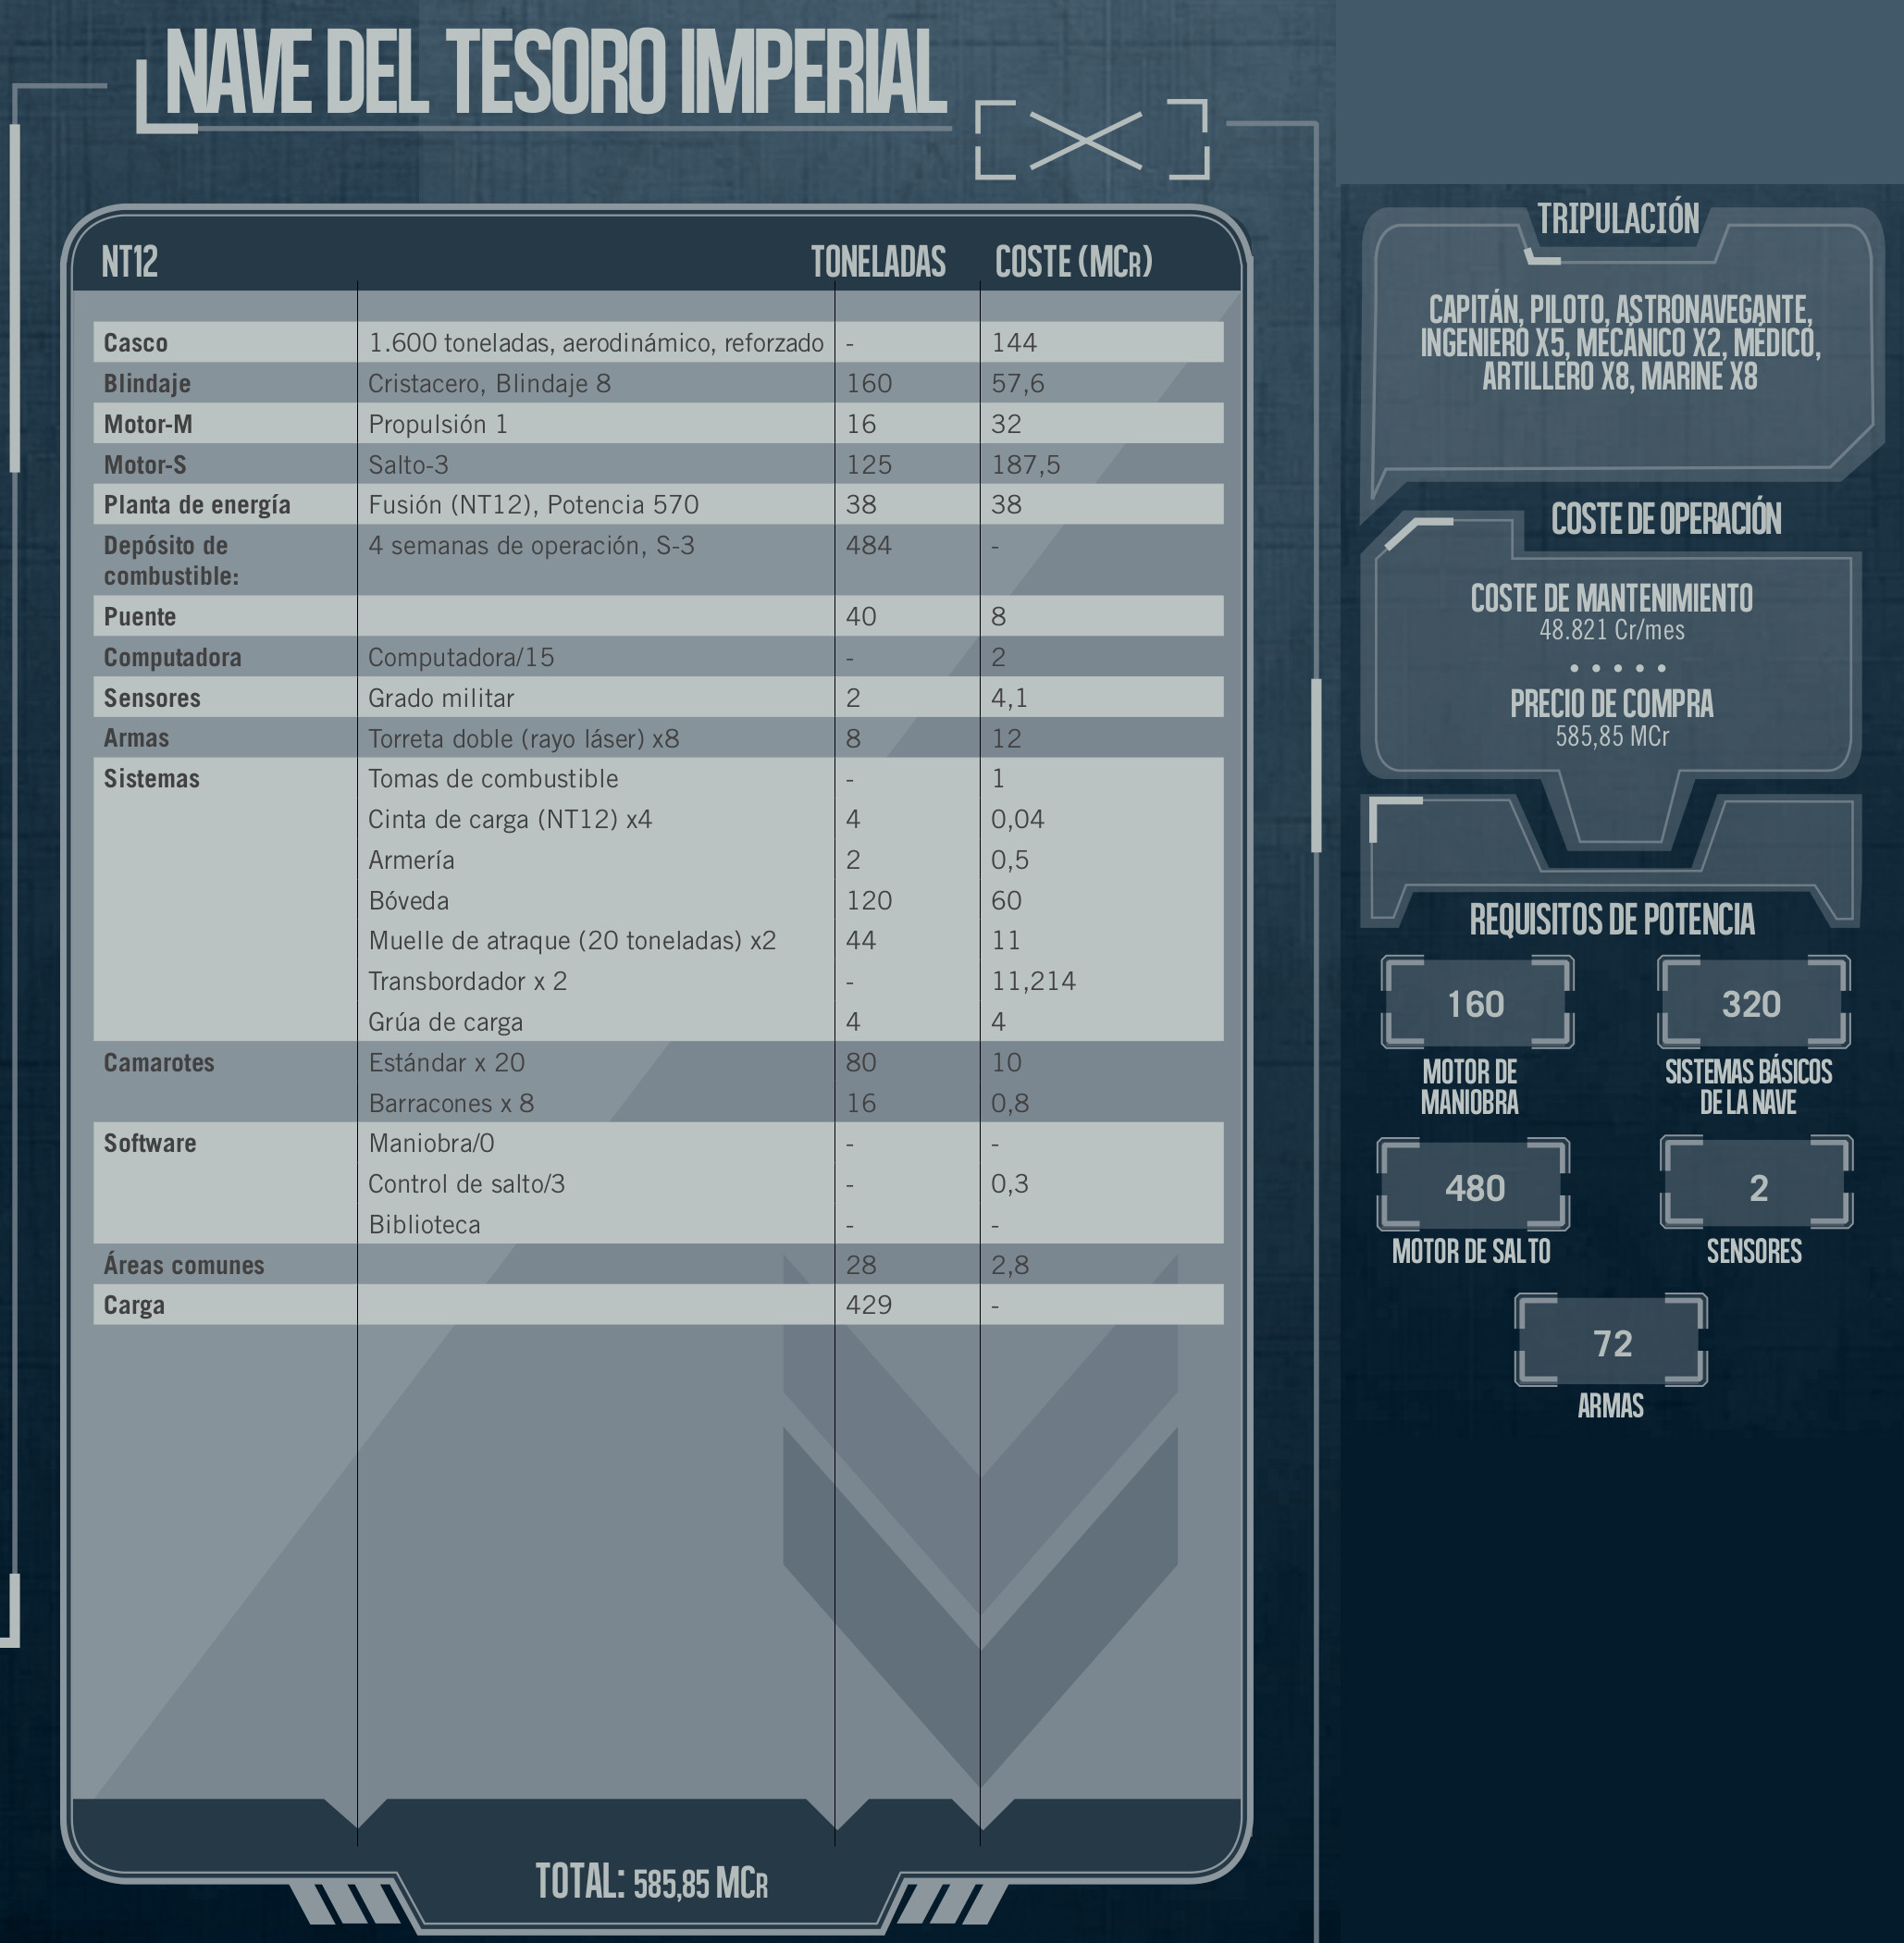 NAVE DEL TESORO IMPERIAL
NT12 TONELADAS COSTE (MCR)
Casco 1.600 toneladas, aerodinámico, reforzado - 144
Blindaje Cristacero, Blindaje 8 160 57,6
Motor-M Propulsión 1 16 32
Motor-S Salto-3 125 187,5
Planta de energía Fusión (NT12), Potencia 570 38 38
Depósito de 4 semanas de operación, S-3 484 -
combustible:
Puente 40 8
Computadora Computadora/15 - 2
Sensores Grado militar 2 4,1
Armas Torreta doble (rayo láser) x8 8 12
Sistemas Tomas de combustible - 1
Cinta de carga (NT12) x4 4 0,04
Armería 2 0,5
Bóveda 120 60
Muelle de atraque (20 toneladas) x2 44 11
Transbordador x 2 - 11,214
Grúa de carga 4 4
Camarotes Estándar x 20 80 10
Barracones x 8 16 0,8
Software Maniobra/0 - -
Control de salto/3 - 0,3
Biblioteca - -
Áreas comunes 28 2,8
Carga 429 -
TOTAL: 585,85 MCR
TRIPULACIÓN
CAPITÁN, PILOTO, ASTRONAVEGANTE,
INGENIERO X5, MECÁNICO X2, MÉDICO,
ARTILLERO X8, MARINE X8
COSTE DE OPERACIÓN
COSTE DE MANTENIMIENTO
48.821 Cr/mes
PRECIO DE COMPRA
585,85 MCr
REQUISITOS DE POTENCIA
160
MOTOR DE
MANIOBRA
320
SISTEMAS BÁSICOS
DE LA NAVE
480
MOTOR DE SALTO
2
SENSORES
72
ARMAS